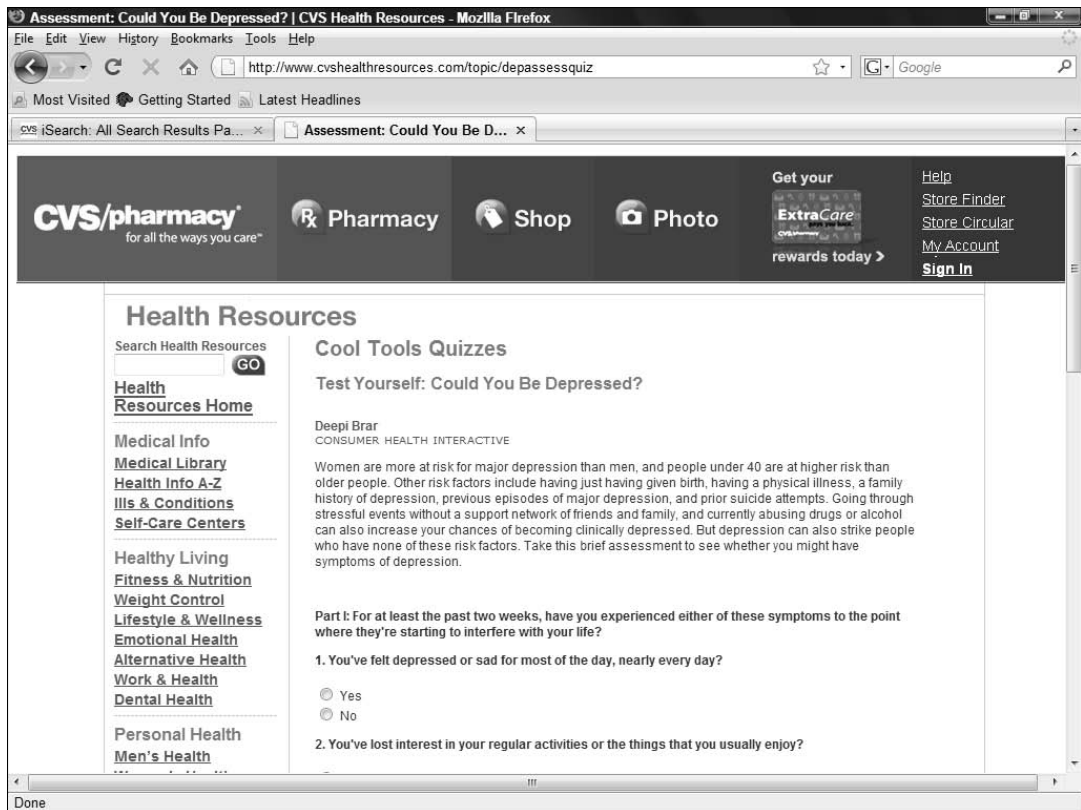 Assessment: Could You Be Depressed? | CVS Health Resources - Mozilla Firefox
File Edit View History Bookmarks Tools Help
http://www.cvshealthresources.com/topic/depassessquiz
G Google
Most Visited Getting Started Latest Headlines
CVS iSearch: All Search Results Pa... × Assessment: Could You Be D... ×
CVS/pharmacy
for all the ways you care
Rx Pharmacy
Shop
Photo
Get your
ExtraCare
rewards today >
Help
Store Finder
Store Circular
My Account
Sign In
Health Resources
Search Health Resources
GO
Health
Resources Home
Medical Info
Medical Library
Health Info A-Z
Ills & Conditions
Self-Care Centers
Healthy Living
Fitness & Nutrition
Weight Control
Lifestyle & Wellness
Emotional Health
Alternative Health
Work & Health
Dental Health
Personal Health
Men's Health
Cool Tools Quizzes
Test Yourself: Could You Be Depressed?
Deepi Brar
CONSUMER HEALTH INTERACTIVE
Women are more at risk for major depression than men, and people under 40 are at higher risk than
older people. Other risk factors include having just having given birth, having a physical illness, a family
history of depression, previous episodes of major depression, and prior suicide attempts. Going through
stressful events without a support network of friends and family, and currently abusing drugs or alcohol
can also increase your chances of becoming clinically depressed. But depression can also strike people
who have none of these risk factors. Take this brief assessment to see whether you might have
symptoms of depression.
Part I: For at least the past two weeks, have you experienced either of these symptoms to the point
where they're starting to interfere with your life?
1. You've felt depressed or sad for most of the day, nearly every day?
Yes
No
2. You've lost interest in your regular activities or the things that you usually enjoy?
Done